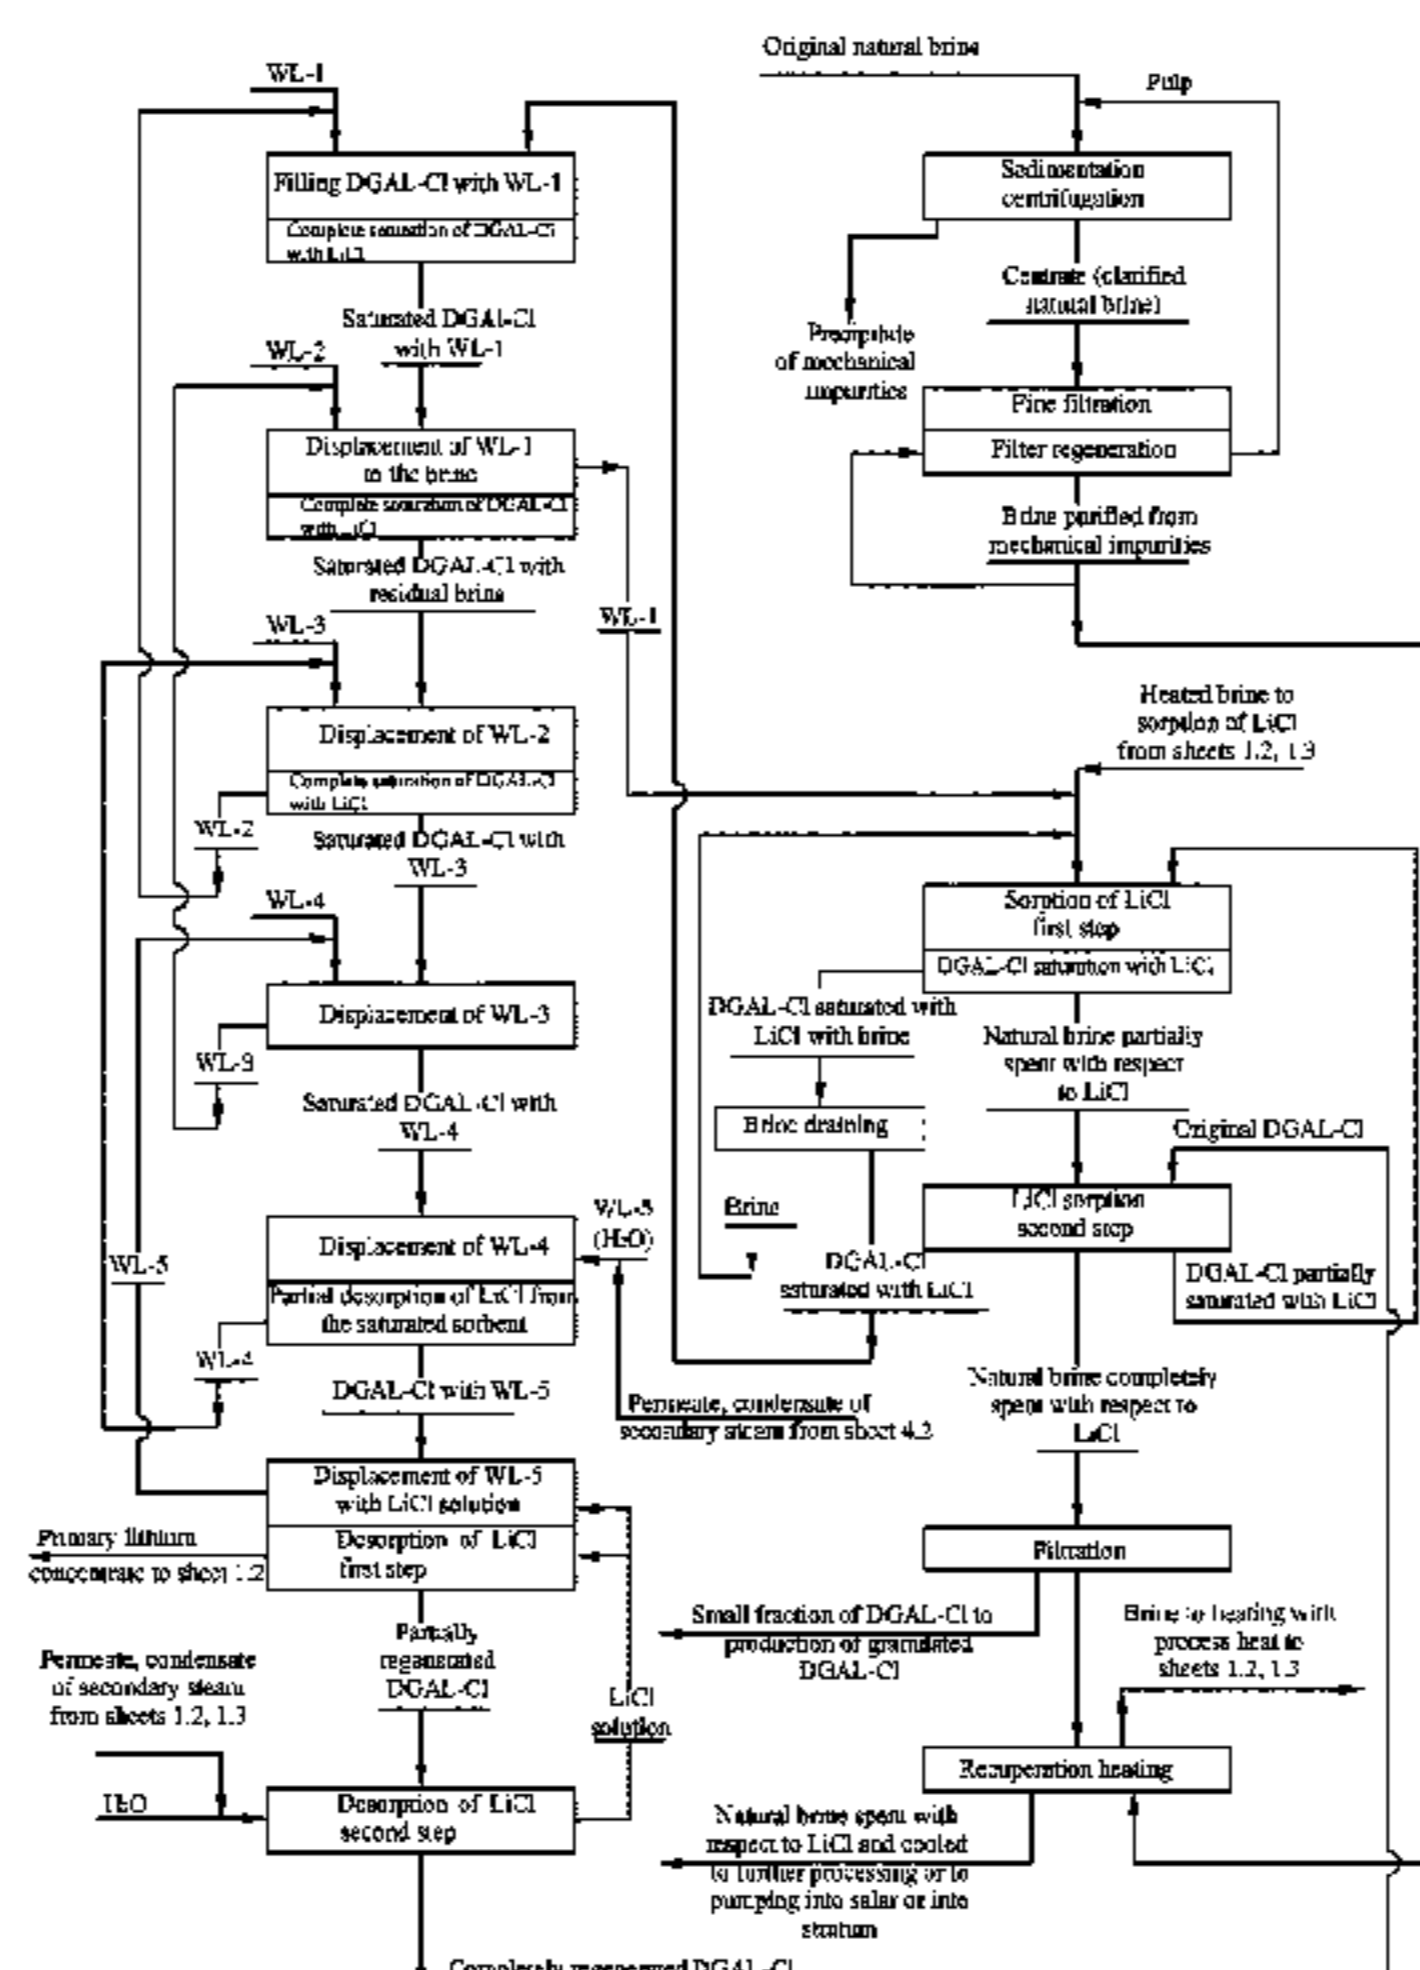 WL-1
Filling DGAL-Cl with WL-1
Complete saturation of DGAL-Cl
with LiCl
Saturated DGAL-Cl
with WL-1
WL-2
Displacement of WL-1
to the brine
Complete saturation of DGAL-Cl
with LiCl
Saturated DGAL-Cl with
residual brine
WL-1
WL-3
Displacement of WL-2
Complete saturation of DGAL-Cl
with LiCl
WL-2
Saturated DGAL-Cl with
WL-3
WL-4
Displacement of WL-3
WL-3
Saturated DGAL-Cl with
WL-4
WL-5
(H2O)
Displacement of WL-4
Partial desorption of LiCl from
the saturated sorbent
WL-5
WL-4
DGAL-Cl with WL-5
Permeate, condensate of
secondary steam from sheet 4.2
Displacement of WL-5
with LiCl solution
Desorption of LiCl
first step
Primary lithium
concentrate to sheet 1.2
Partially
regenerated
DGAL-Cl
LiCl
solution
Permeate, condensate
of secondary steam
from sheets 1.2, 1.3
H2O
Desorption of LiCl
second step
Completely regenerated DGAL-Cl
Original natural brine
Pulp
Sedimentation
centrifugation
Centrate (clarified
natural brine)
Precipitate
of mechanical
impurities
Fine filtration
Filter regeneration
Brine purified from
mechanical impurities
Heated brine to
sorption of LiCl
from sheets 1.2, 1.3
Sorption of LiCl
first step
DGAL-Cl saturation with LiCl
DGAL-Cl saturated with
LiCl with brine
Natural brine partially
spent with respect
to LiCl
Brine draining
Original DGAL-Cl
Brine
LiCl sorption
second step
DGAL-Cl
saturated with LiCl
DGAL-Cl partially
saturated with LiCl
Natural brine completely
spent with respect to
LiCl
Filtration
Small fraction of DGAL-Cl to
production of granulated
DGAL-Cl
Brine to heating with
process heat to
sheets 1.2, 1.3
Recuperation heating
Natural brine spent with
respect to LiCl and cooled
to further processing or to
pumping into salar or into
stratum